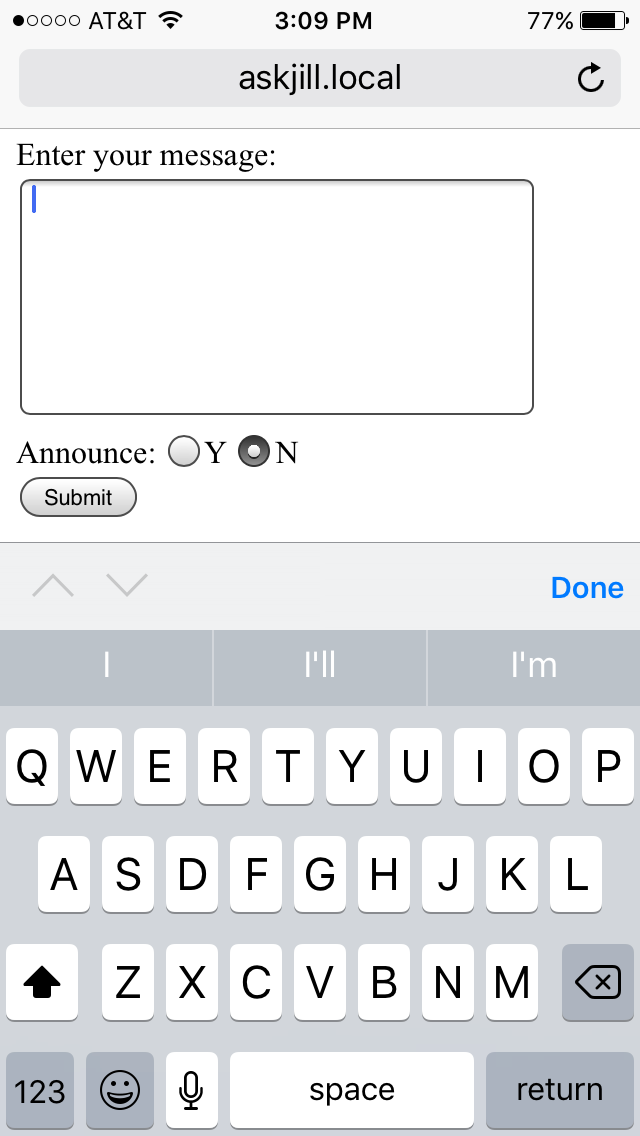 AT&T 3:09 PM 77%
askjill.local
Enter your message:
Announce: Y N
Submit
Done
I I'll I'm
Q W E R T Y U I O P
A S D F G H J K L
Z X C V B N M
123 space return